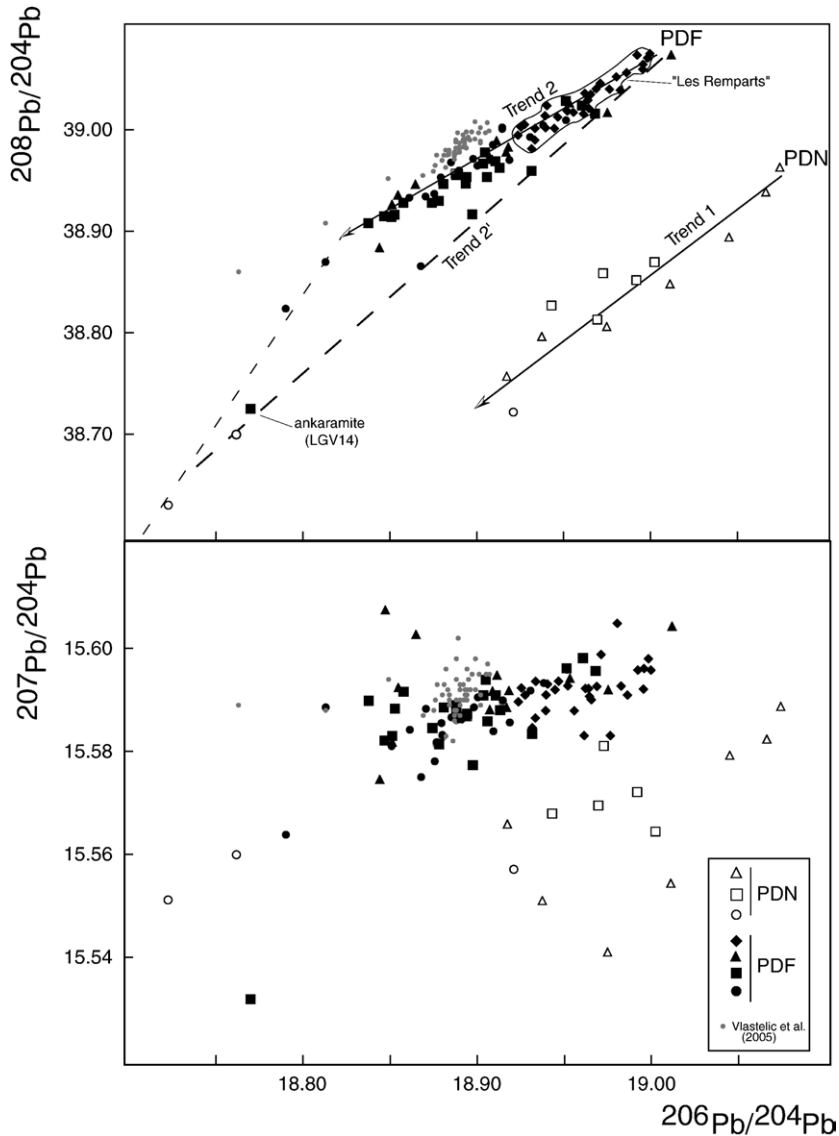 208Pb/204Pb
39.00
38.90
38.80
38.70
PDF
"Les Remparts"
Trend 2
PDN
Trend 1
Trend 2'
ankaramite
(LGV14)
207Pb/204Pb
15.60
15.58
15.56
15.54
PDN
PDF
Vlastelic et al.
(2005)
18.80
18.90
19.00
206Pb/204Pb